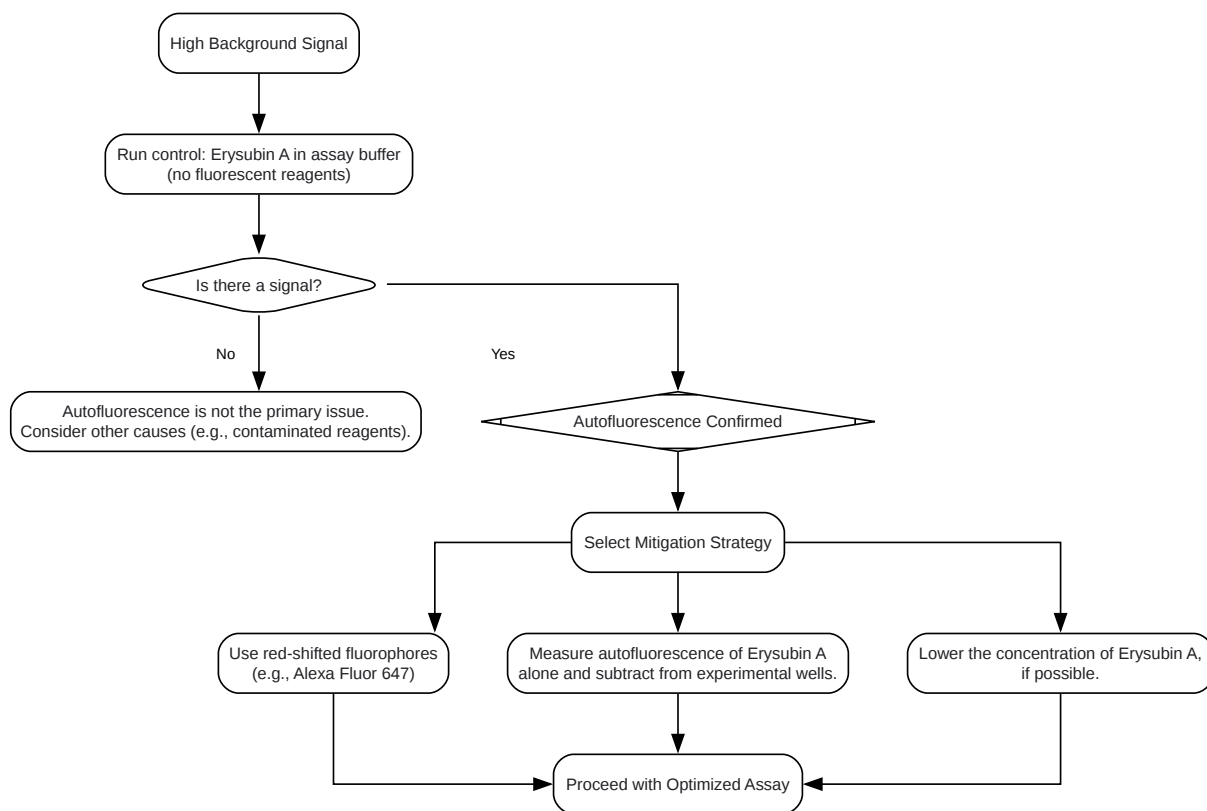 High Background Signal
Run control: Erysubin A in assay buffer
(no fluorescent reagents)
Is there a signal?
No
Yes
Autofluorescence is not the primary issue.
Consider other causes (e.g., contaminated reagents).
Autofluorescence Confirmed
Select Mitigation Strategy
Use red-shifted fluorophores
(e.g., Alexa Fluor 647)
Measure autofluorescence of Erysubin A
alone and subtract from experimental wells.
Lower the concentration of Erysubin A,
if possible.
Proceed with Optimized Assay